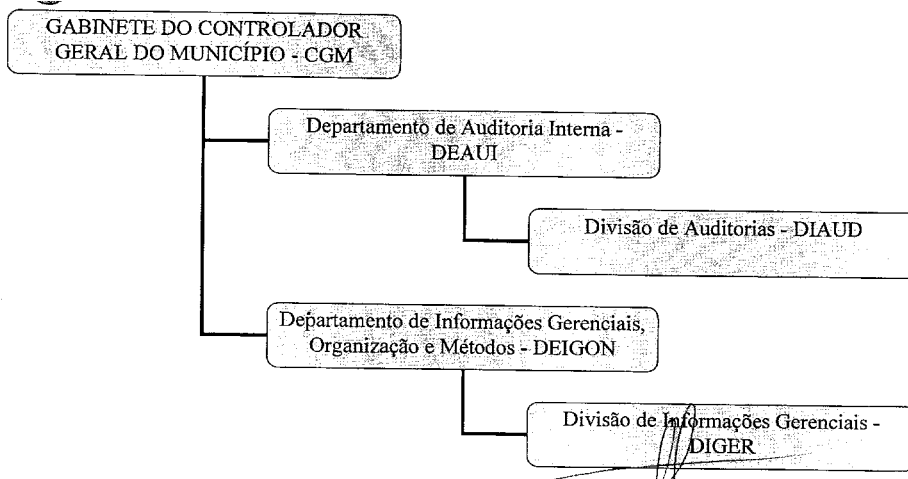 GABINETE DO CONTROLADOR
GERAL DO MUNICÍPIO - CGM
Departamento de Auditoria Interna -
DEAUI
Divisão de Auditorias - DIAUD
Departamento de Informações Gerenciais,
Organização e Métodos - DEIGON
Divisão de Informações Gerenciais -
DIGER